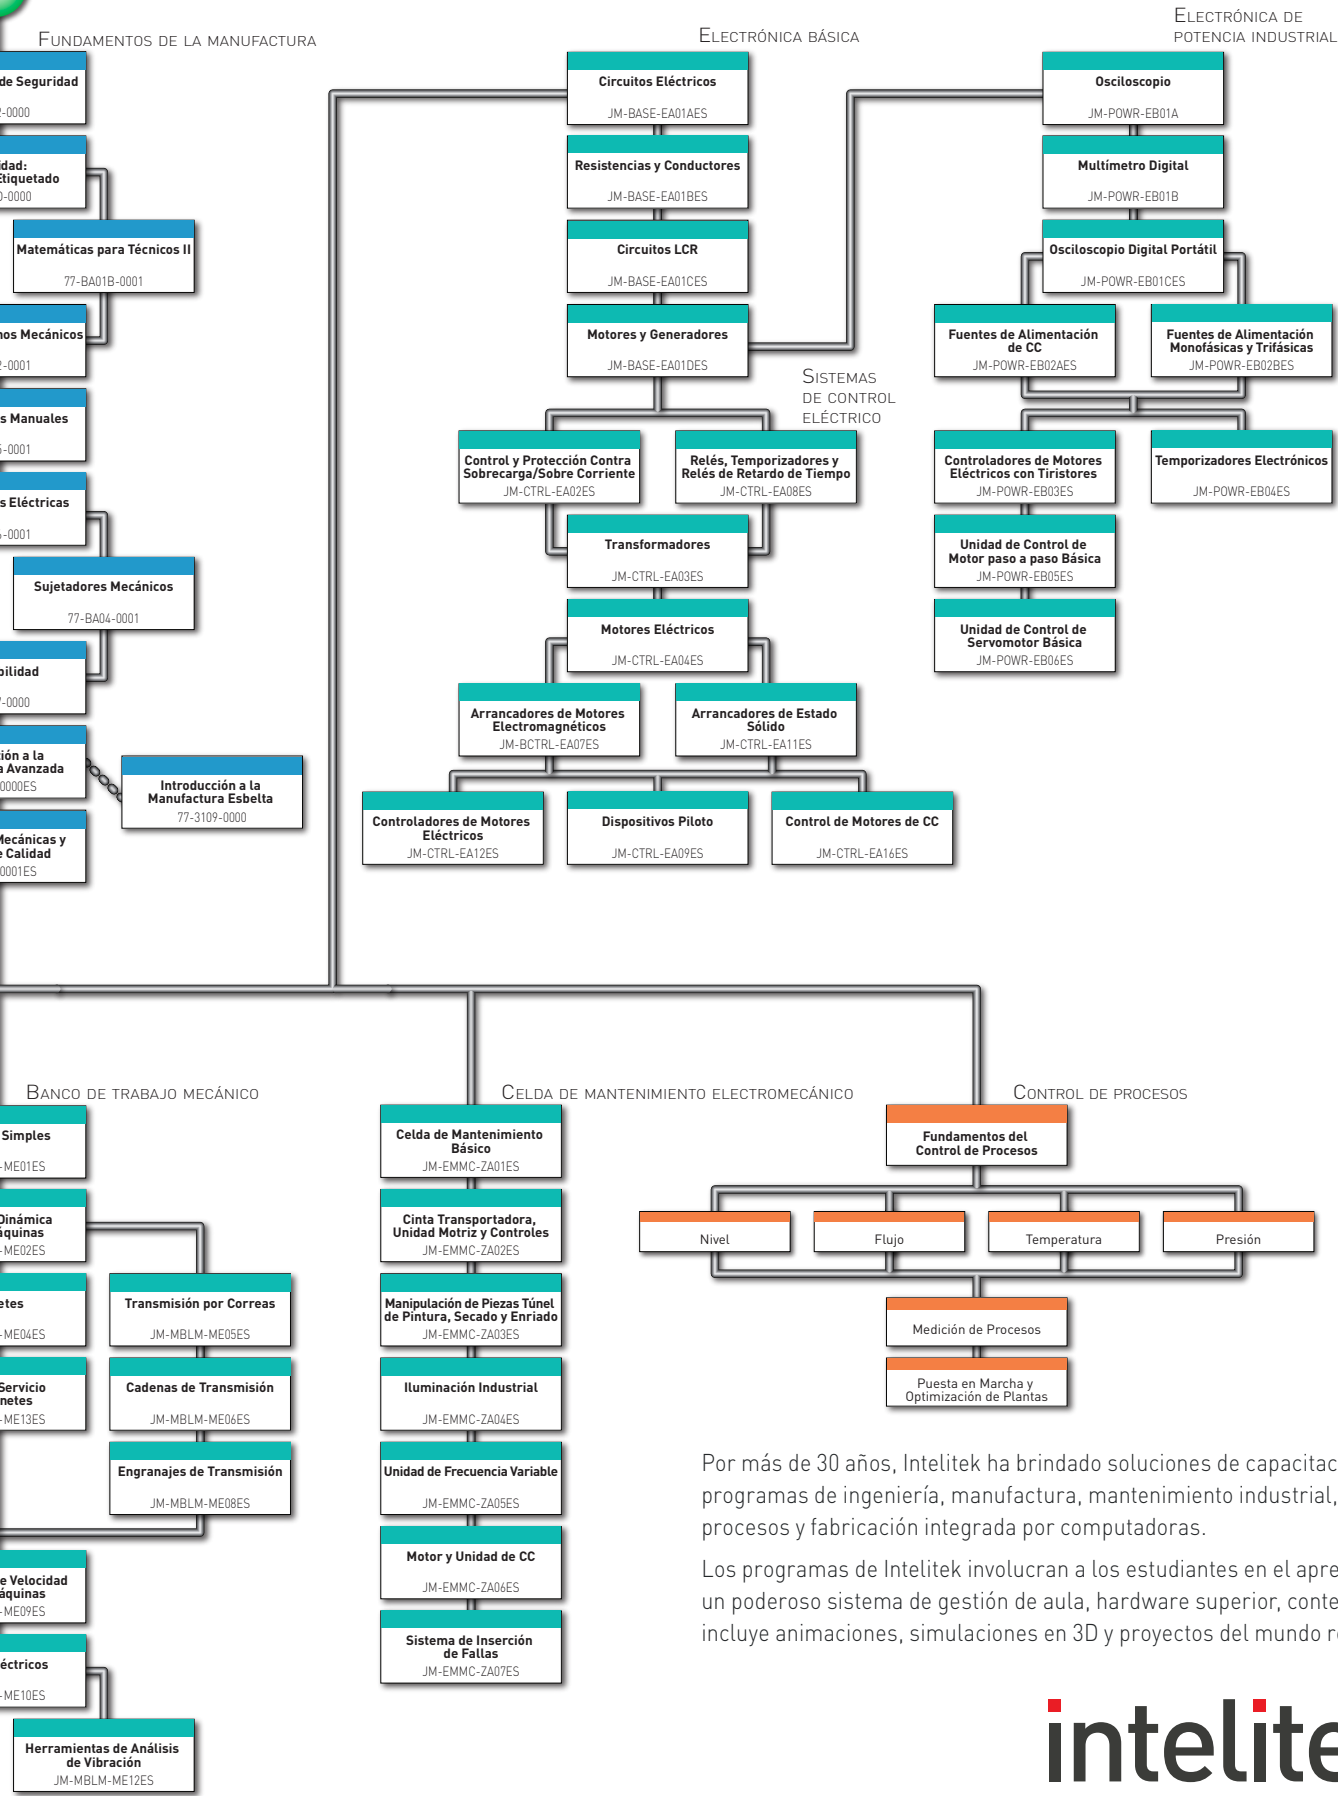 FUNDAMENTOS DE LA MANUFACTURA
de Seguridad
-0000
idad:
Etiquetado
-0000
Matemáticas para Técnicos II
77-BA01B-0001
nos Mecánicos
-0001
s Manuales
-0001
s Eléctricas
-0001
Sujetadores Mecánicos
77-BA04-0001
bilidad
-0000
ión a la
a Avanzada
0000ES
Introducción a la
Manufactura Esbelta
77-3109-0000
Mecánicas y
e Calidad
0001ES
ELECTRÓNICA BÁSICA
Circuitos Eléctricos
JM-BASE-EA01AES
Resistencias y Conductores
JM-BASE-EA01BES
Circuitos LCR
JM-BASE-EA01CES
Motores y Generadores
JM-BASE-EA01DES
SISTEMAS
DE CONTROL
ELÉCTRICO
Control y Protección Contra
Sobrecarga/Sobre Corriente
JM-CTRL-EA02ES
Relés, Temporizadores y
Relés de Retardo de Tiempo
JM-CTRL-EA08ES
Transformadores
JM-CTRL-EA03ES
Motores Eléctricos
JM-CTRL-EA04ES
Arrancadores de Motores
Electromagnéticos
JM-BCTRL-EA07ES
Arrancadores de Estado
Sólido
JM-CTRL-EA11ES
Controladores de Motores
Eléctricos
JM-CTRL-EA12ES
Dispositivos Piloto
JM-CTRL-EA09ES
Control de Motores de CC
JM-CTRL-EA16ES
ELECTRÓNICA DE
POTENCIA INDUSTRIAL
Osciloscopio
JM-POWR-EB01A
Multímetro Digital
JM-POWR-EB01B
Osciloscopio Digital Portátil
JM-POWR-EB01CES
Fuentes de Alimentación
de CC
JM-POWR-EB02AES
Fuentes de Alimentación
Monofásicas y Trifásicas
JM-POWR-EB02BES
Controladores de Motores
Eléctricos con Tiristores
JM-POWR-EB03ES
Temporizadores Electrónicos
JM-POWR-EB04ES
Unidad de Control de
Motor paso a paso Básica
JM-POWR-EB05ES
Unidad de Control de
Servomotor Básica
JM-POWR-EB06ES
BANCO DE TRABAJO MECÁNICO
Simples
-ME01ES
Dinámica
áquinas
-ME02ES
etes
-ME04ES
Servicio
netes
-ME13ES
Transmisión por Correas
JM-MBLM-ME05ES
Cadenas de Transmisión
JM-MBLM-ME06ES
Engranajes de Transmisión
JM-MBLM-ME08ES
e Velocidad
áquinas
-ME09ES
éctricos
-ME10ES
Herramientas de Análisis
de Vibración
JM-MBLM-ME12ES
CELDA DE MANTENIMIENTO ELECTROMECÁNICO
Celda de Mantenimiento
Básico
JM-EMMC-ZA01ES
Cinta Transportadora,
Unidad Motriz y Controles
JM-EMMC-ZA02ES
Manipulación de Piezas Túnel
de Pintura, Secado y Enriado
JM-EMMC-ZA03ES
Iluminación Industrial
JM-EMMC-ZA04ES
Unidad de Frecuencia Variable
JM-EMMC-ZA05ES
Motor y Unidad de CC
JM-EMMC-ZA06ES
Sistema de Inserción
de Fallas
JM-EMMC-ZA07ES
CONTROL DE PROCESOS
Fundamentos del
Control de Procesos
Nivel
Flujo
Temperatura
Presión
Medición de Procesos
Puesta en Marcha y
Optimización de Plantas
Por más de 30 años, Intelitek ha brindado soluciones de capacitac
programas de ingeniería, manufactura, mantenimiento industrial,
procesos y fabricación integrada por computadoras.
Los programas de Intelitek involucran a los estudiantes en el apre
un poderoso sistema de gestión de aula, hardware superior, conte
incluye animaciones, simulaciones en 3D y proyectos del mundo r
intelite